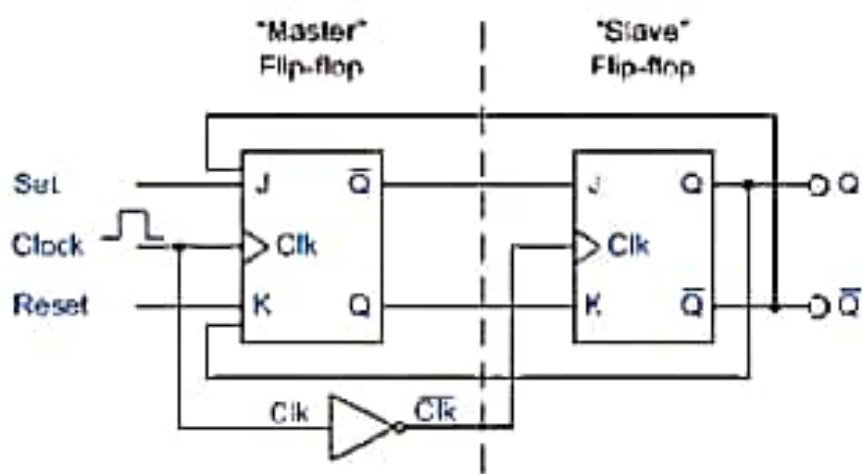 "Master" "Slave"
Flip-flop Flip-flop
Set J Q̅ J Q Q
Clock Clk Clk
Reset K Q K Q̅ Q̅
Clk C̅l̅k̅